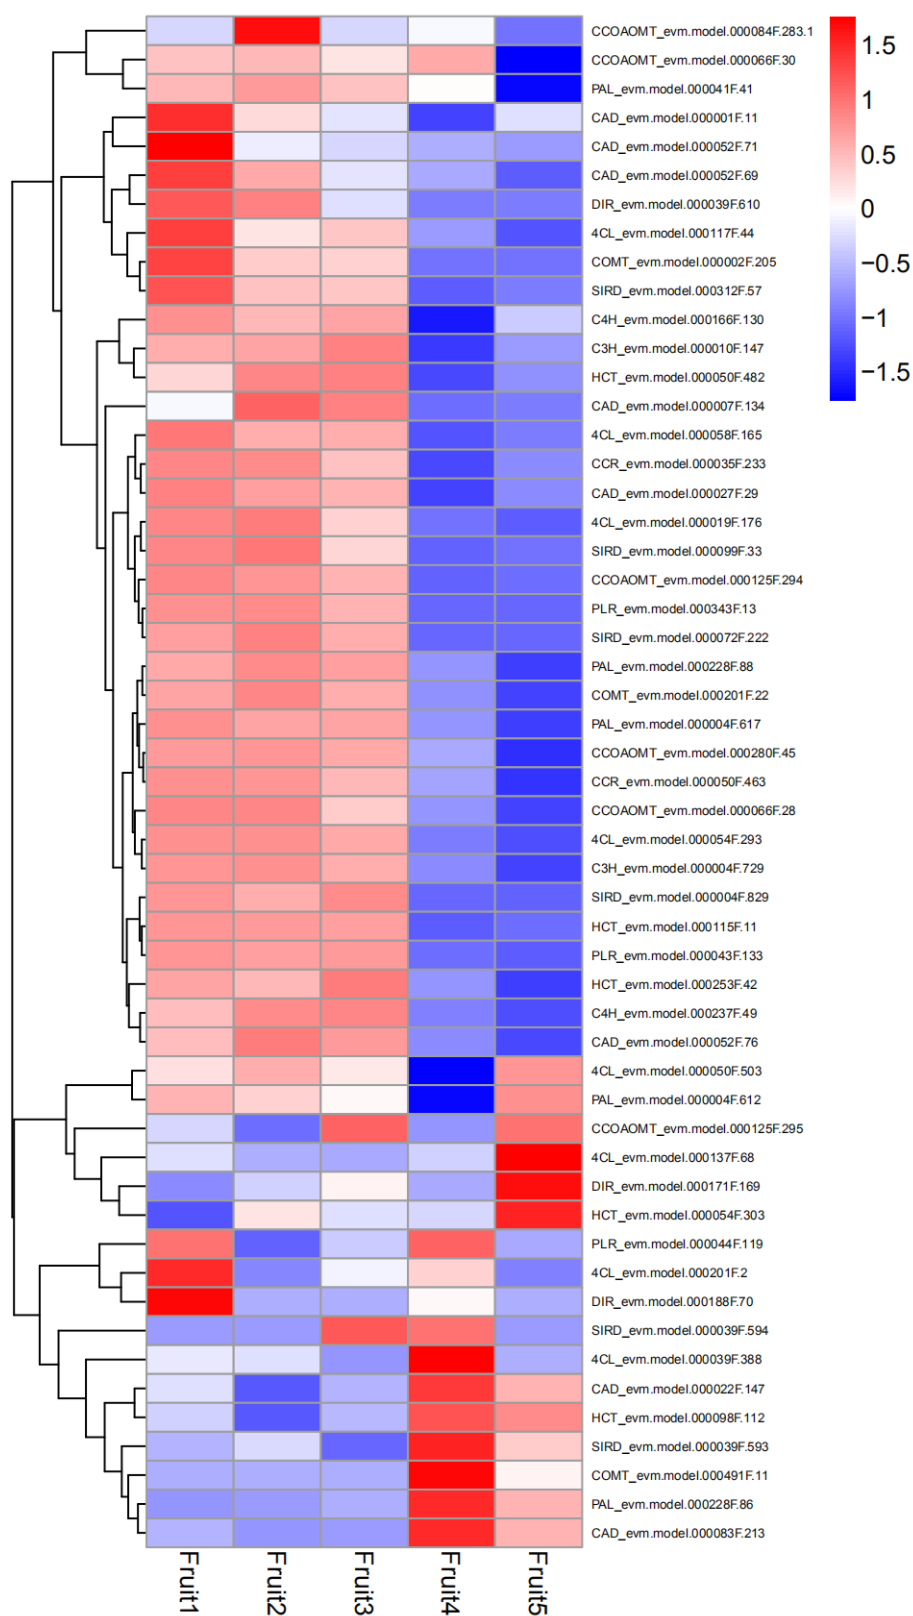 CCOAOMT_evm.model.000084F.283.1
CCOAOMT_evm.model.000066F.30
PAL_evm.model.000041F.41
CAD_evm.model.000001F.11
CAD_evm.model.000052F.71
CAD_evm.model.000052F.69
DIR_evm.model.000039F.610
4CL_evm.model.000117F.44
COMT_evm.model.000002F.205
SIRD_evm.model.000312F.57
C4H_evm.model.000166F.130
C3H_evm.model.000010F.147
HCT_evm.model.000050F.482
CAD_evm.model.000007F.134
4CL_evm.model.000058F.165
CCR_evm.model.000035F.233
CAD_evm.model.000027F.29
4CL_evm.model.000019F.176
SIRD_evm.model.000099F.33
CCOAOMT_evm.model.000125F.294
PLR_evm.model.000343F.13
SIRD_evm.model.000072F.222
PAL_evm.model.000228F.88
COMT_evm.model.000201F.22
PAL_evm.model.000004F.617
CCOAOMT_evm.model.000280F.45
CCR_evm.model.000050F.463
CCOAOMT_evm.model.000066F.28
4CL_evm.model.000054F.293
C3H_evm.model.000004F.729
SIRD_evm.model.000004F.829
HCT_evm.model.000115F.11
PLR_evm.model.000043F.133
HCT_evm.model.000253F.42
C4H_evm.model.000237F.49
CAD_evm.model.000052F.76
4CL_evm.model.000050F.503
PAL_evm.model.000004F.612
CCOAOMT_evm.model.000125F.295
4CL_evm.model.000137F.68
DIR_evm.model.000171F.169
HCT_evm.model.000054F.303
PLR_evm.model.000044F.119
4CL_evm.model.000201F.2
DIR_evm.model.000188F.70
SIRD_evm.model.000039F.594
4CL_evm.model.000039F.388
CAD_evm.model.000022F.147
HCT_evm.model.000098F.112
SIRD_evm.model.000039F.593
COMT_evm.model.000491F.11
PAL_evm.model.000228F.86
CAD_evm.model.000083F.213
1.5
1
0.5
0
−0.5
−1
−1.5
Fruit1
Fruit2
Fruit3
Fruit4
Fruit5